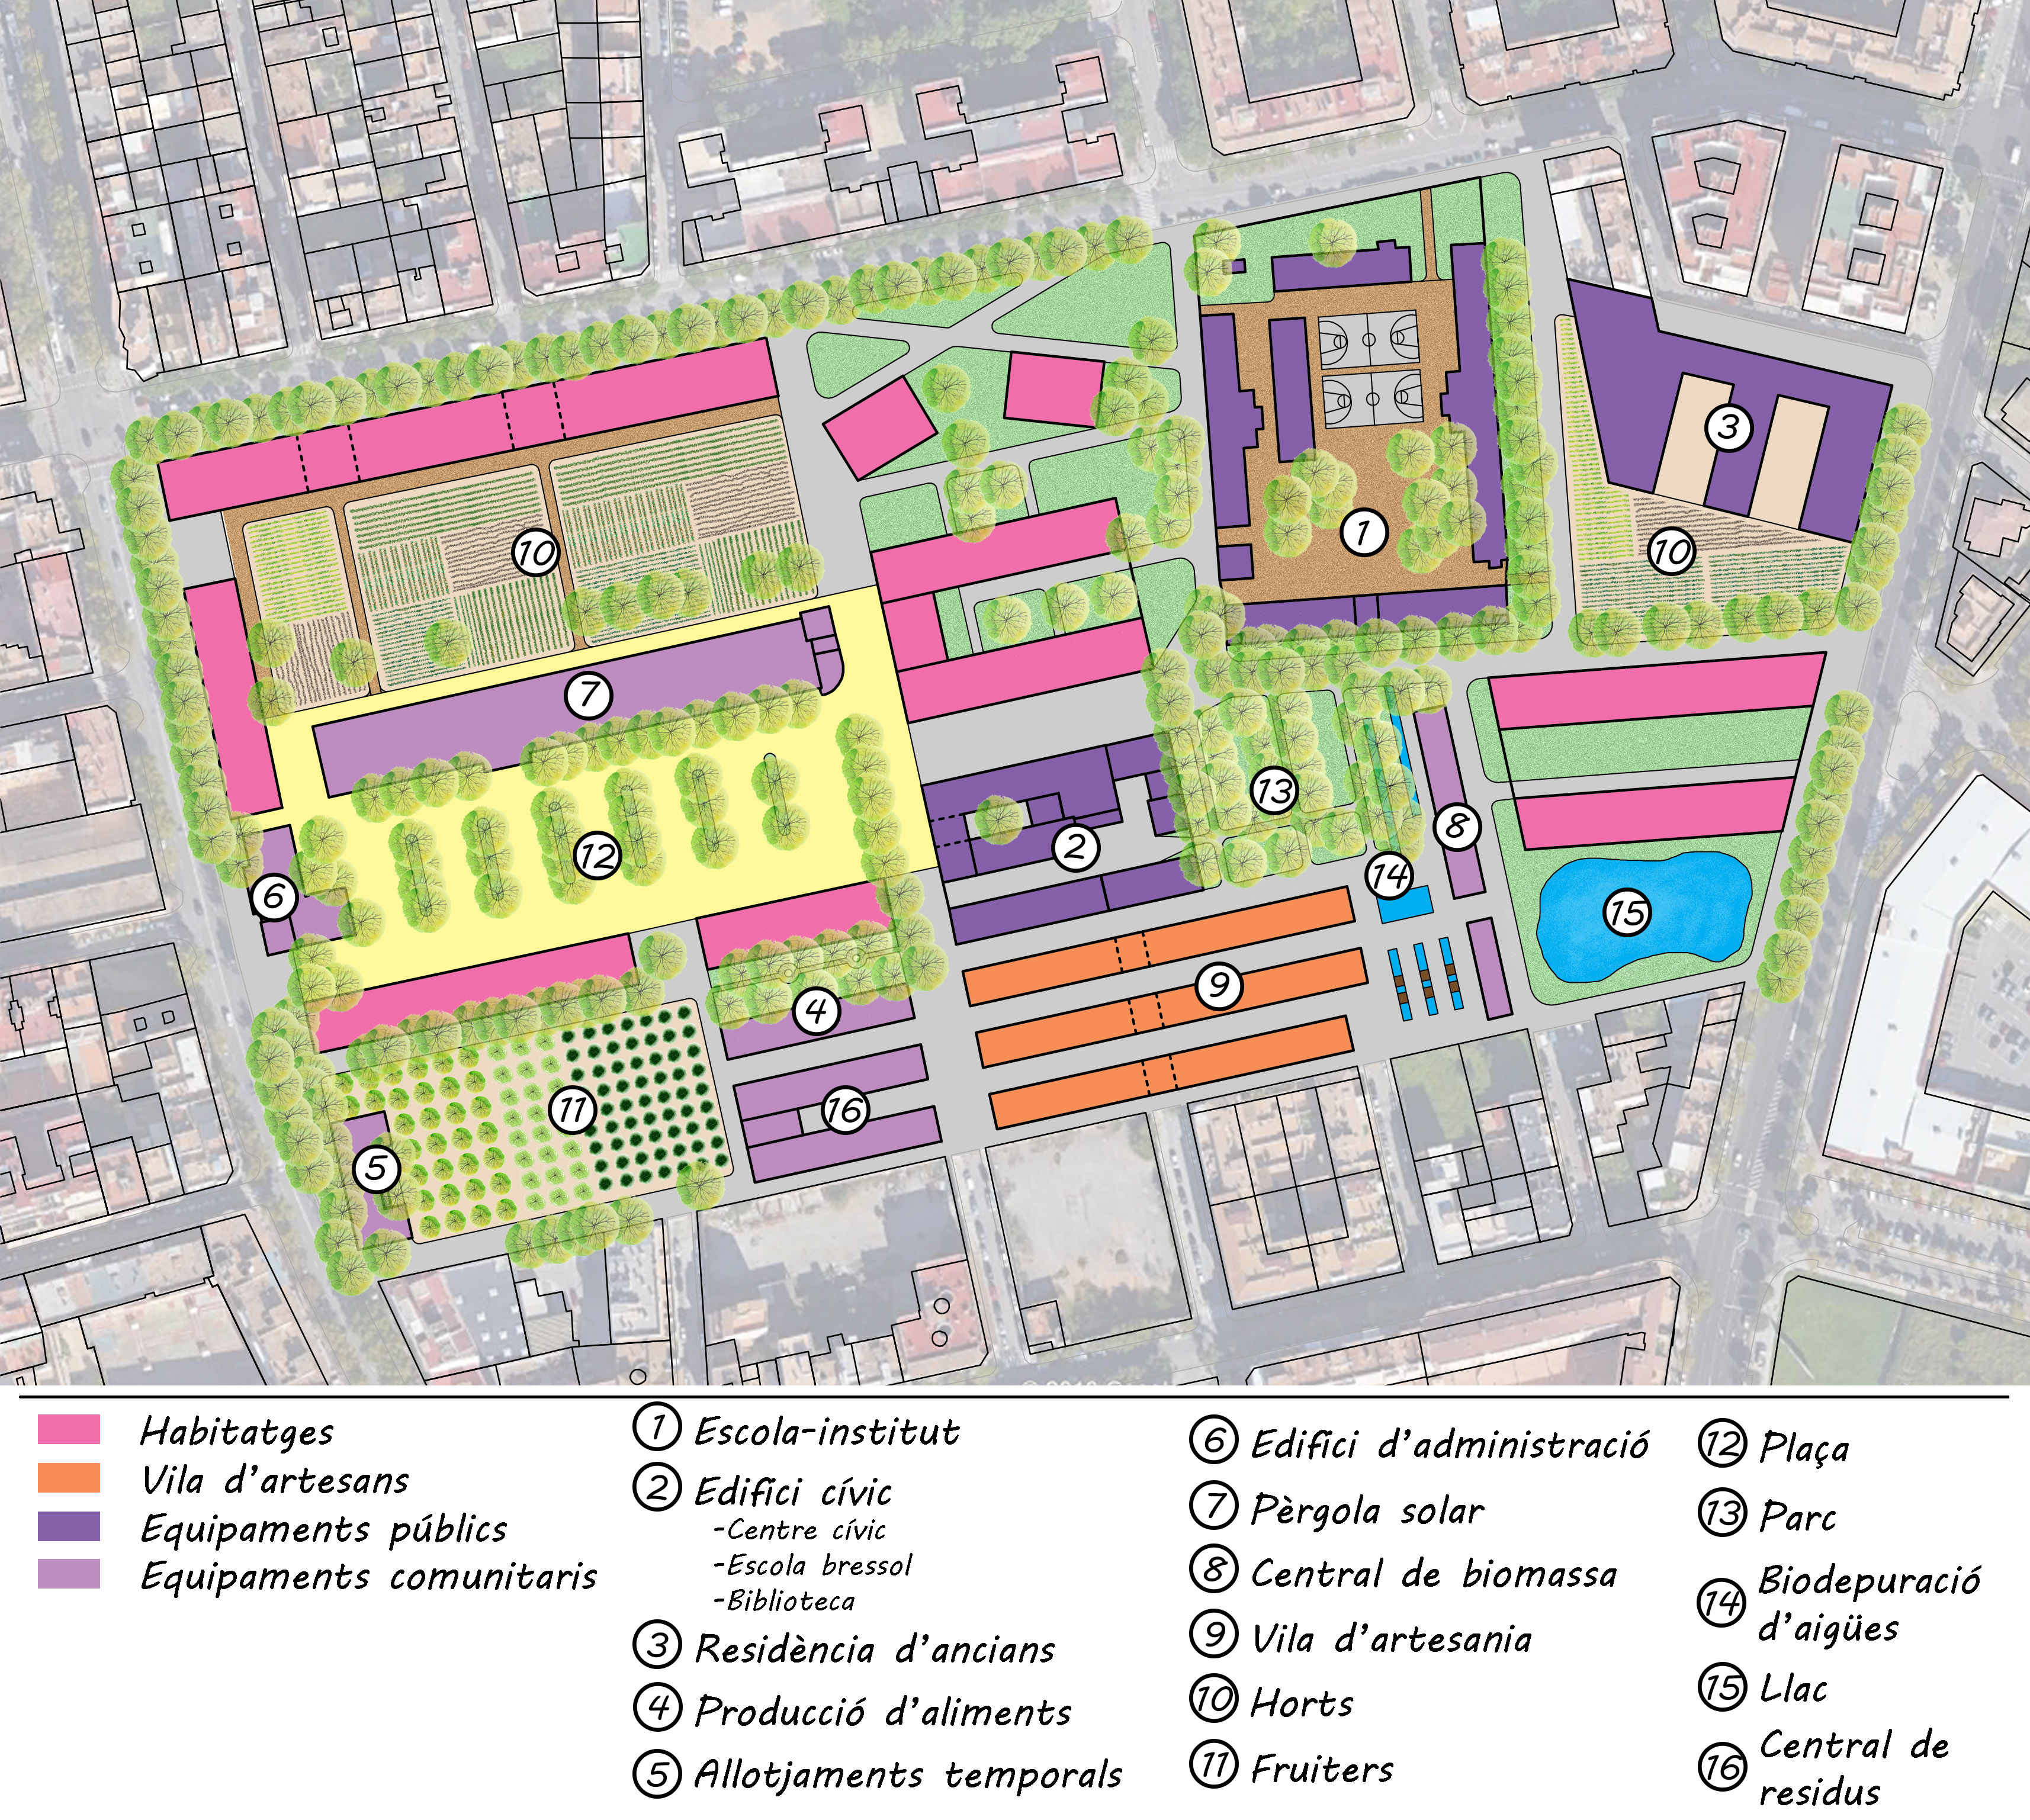 1
3
10
10
7
13
8
12
2
14
6
15
9
4
11
16
5
Habitatges
Vila d'artesans
Equipaments públics
Equipaments comunitaris
1 Escola-institut
2 Edifici cívic
-Centre cívic
-Escola bressol
-Biblioteca
3 Residència d'ancians
4 Producció d'aliments
5 Allotjaments temporals
6 Edifici d'administració
7 Pèrgola solar
8 Central de biomassa
9 Vila d'artesania
10 Horts
11 Fruiters
12 Plaça
13 Parc
14 Biodepuració
d'aigües
15 Llac
16 Central de
residus